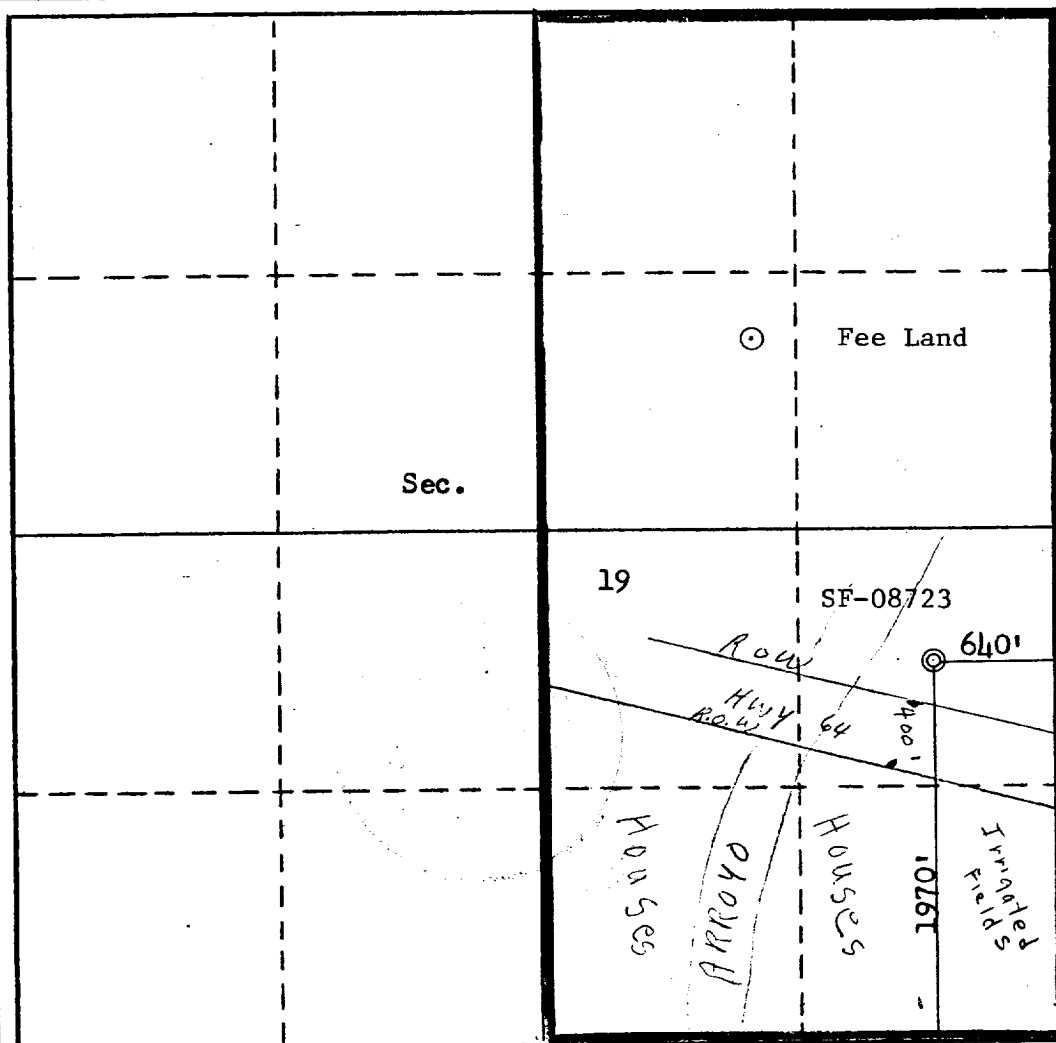 Fee Land
Sec.
19
SF-08723
640'
Row
Hwy 64
R.O.W
400'
Houses
ARROYO
Houses
1970'
Irrigated
Fields